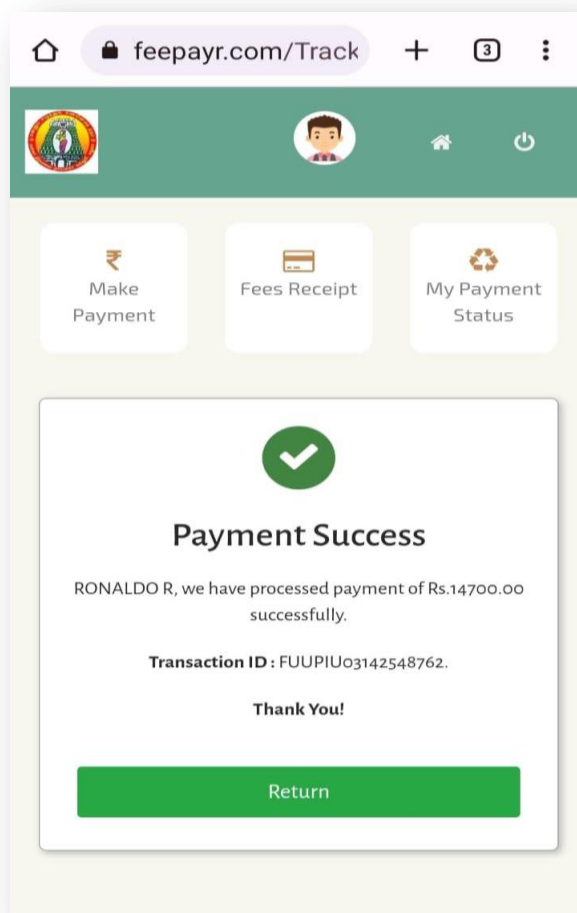 feepayr.com/Track
3
Make
Payment
Fees Receipt
My Payment
Status
Payment Success
RONALDO R, we have processed payment of Rs.14700.00
successfully.
Transaction ID : FUUPIU03142548762.
Thank You!
Return